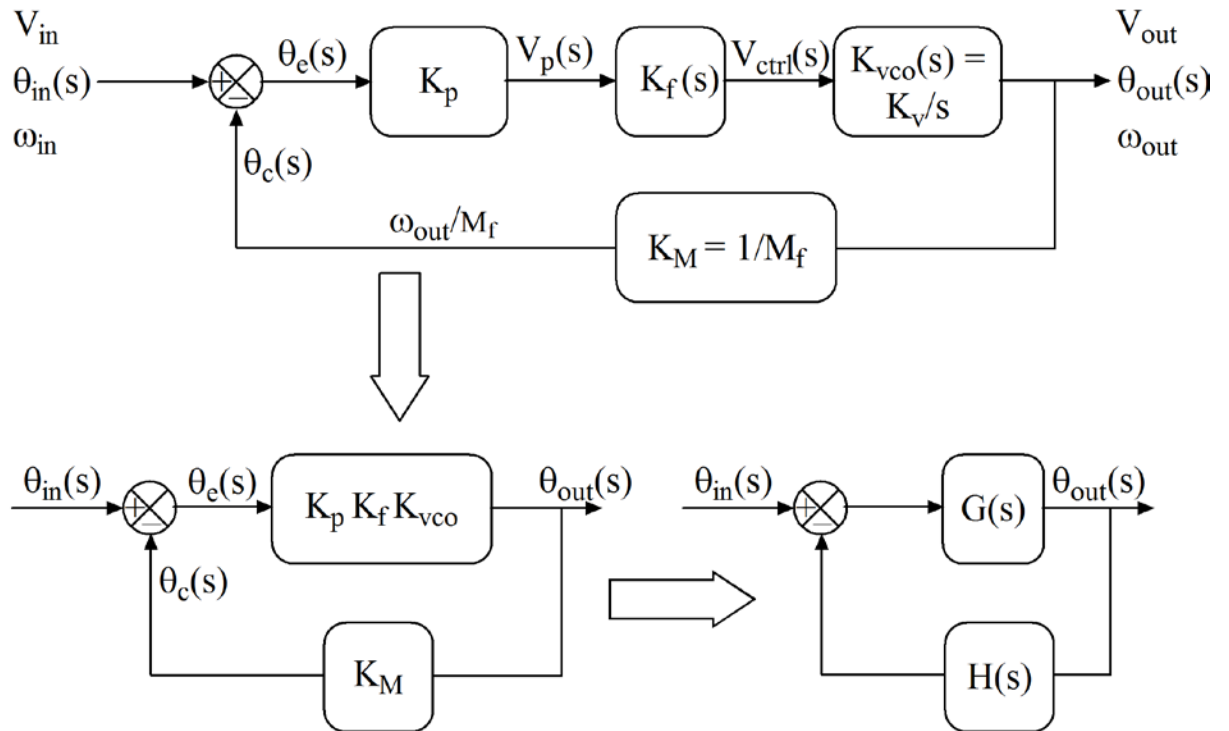 V_in
θ_in(s)
ω_in
+
−
θ_e(s)
K_p
V_p(s)
K_f(s)
V_ctrl(s)
K_vco(s) =
K_v/s
V_out
θ_out(s)
ω_out
θ_c(s)
ω_out/M_f
K_M = 1/M_f
θ_in(s)
+
−
θ_e(s)
K_p K_f K_vco
θ_out(s)
θ_c(s)
K_M
θ_in(s)
+
−
G(s)
θ_out(s)
H(s)